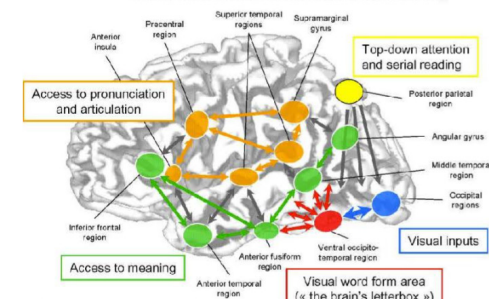 Superior temporal
regions
Supramarginal
gyrus
Precentral
region
Anterior
insula
Top-down attention
and serial reading
Access to pronunciation
and articulation
Posterior parietal
region
Angular gyrus
Middle tempora
region
Occipital
regions
Inferior frontal
region
Visual inputs
Ventral occipito-
temporal region
Anterior fusiform
region
Access to meaning
Anterior temporal
region
Visual word form area
(« the brain's letterbox »)